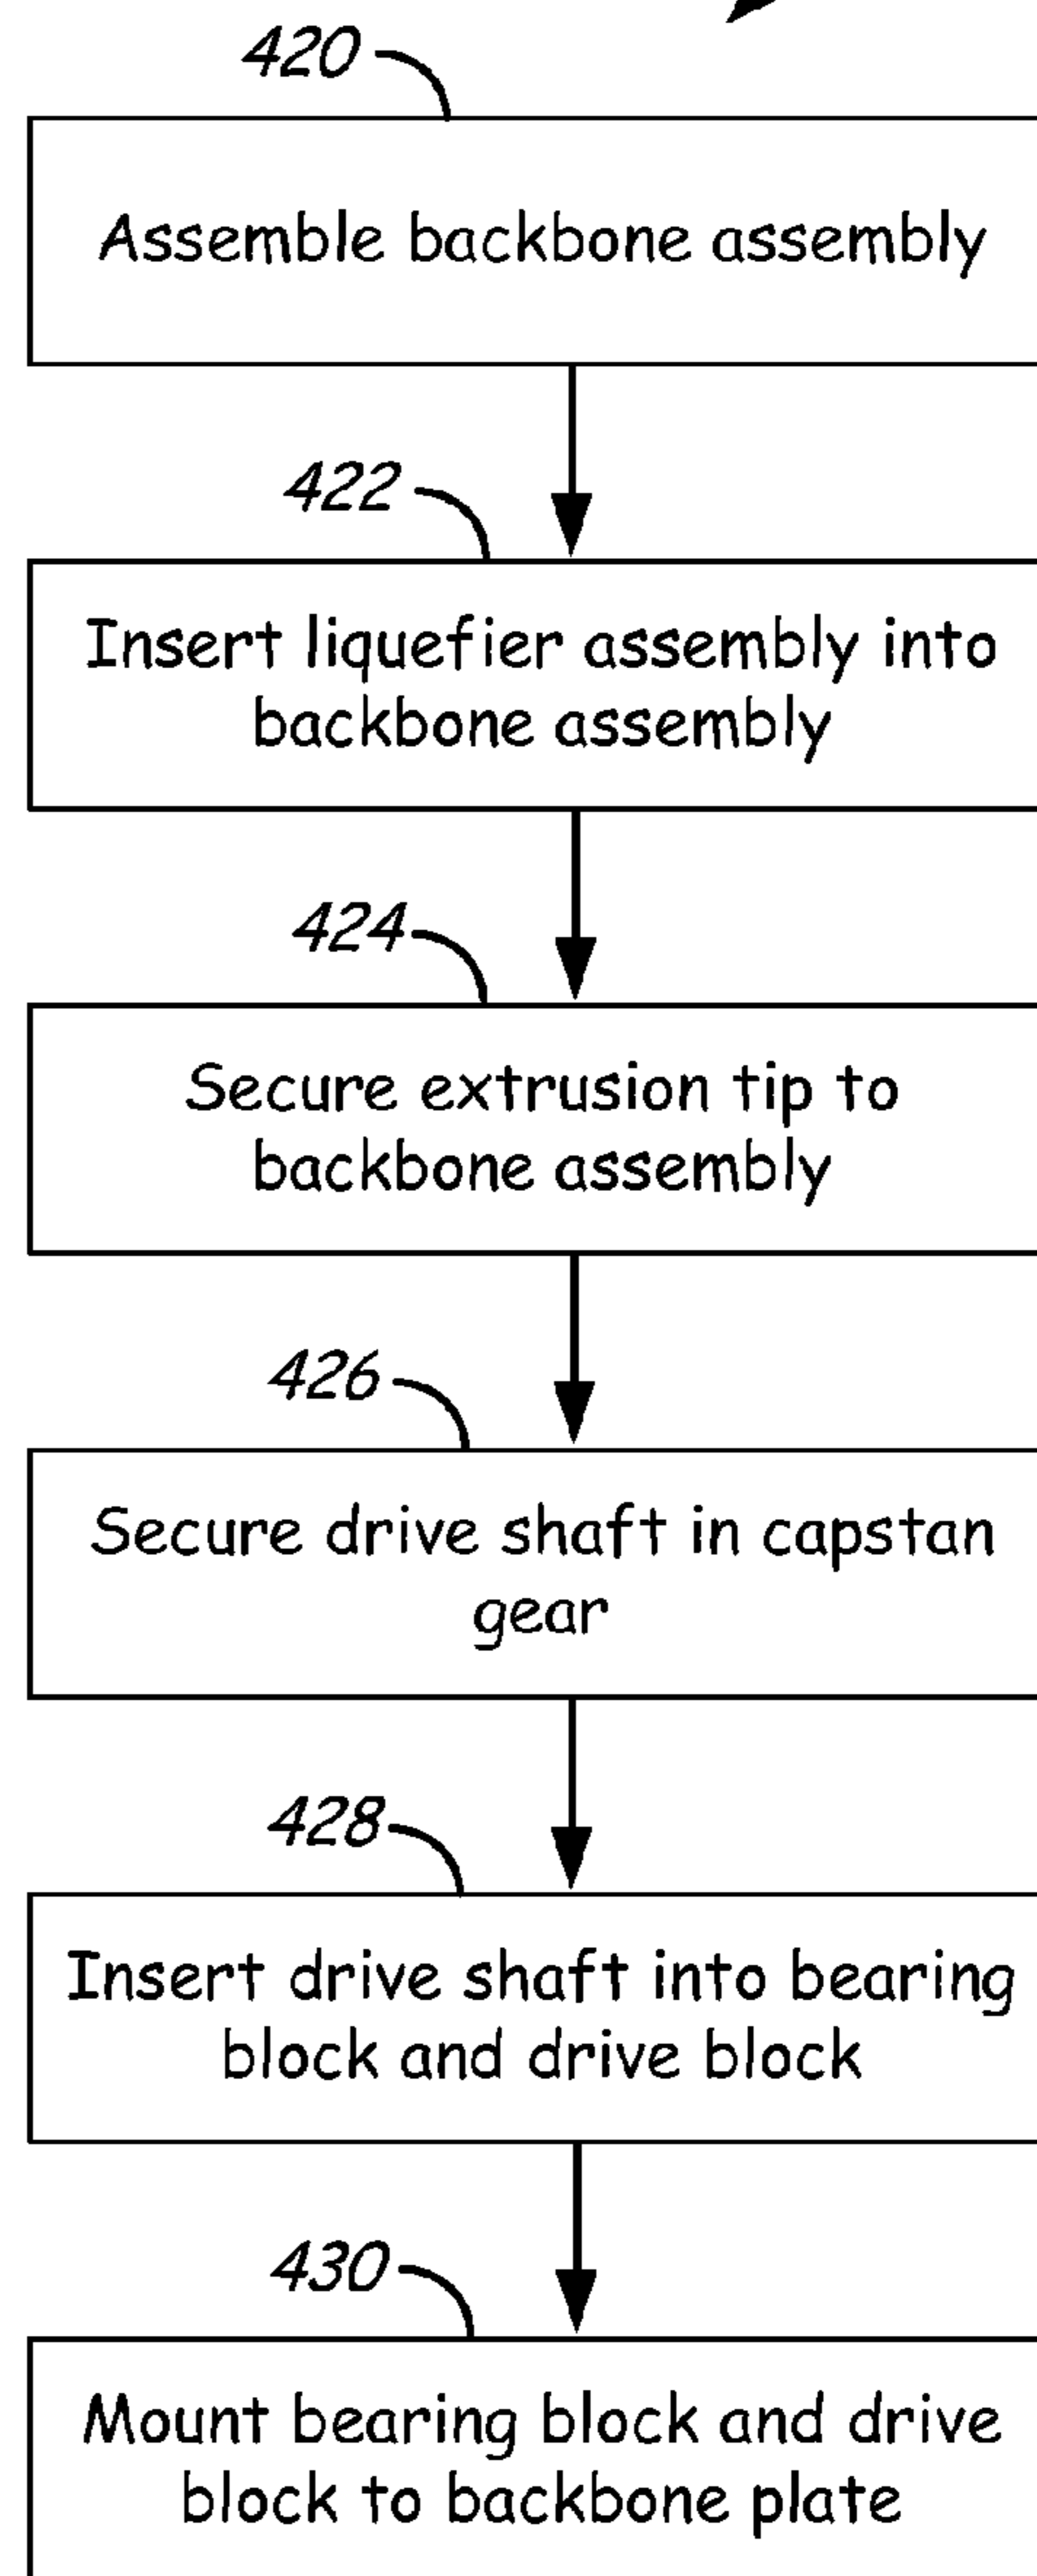 420
Assemble backbone assembly
422
Insert liquefier assembly into
backbone assembly
424
Secure extrusion tip to
backbone assembly
426
Secure drive shaft in capstan
gear
428
Insert drive shaft into bearing
block and drive block
430
Mount bearing block and drive
block to backbone plate